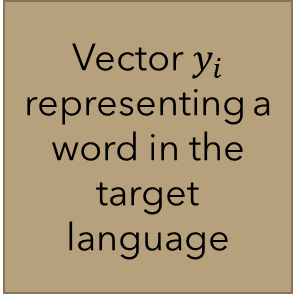 Vector 𝑦𝑖
representing a
word in the
target
language